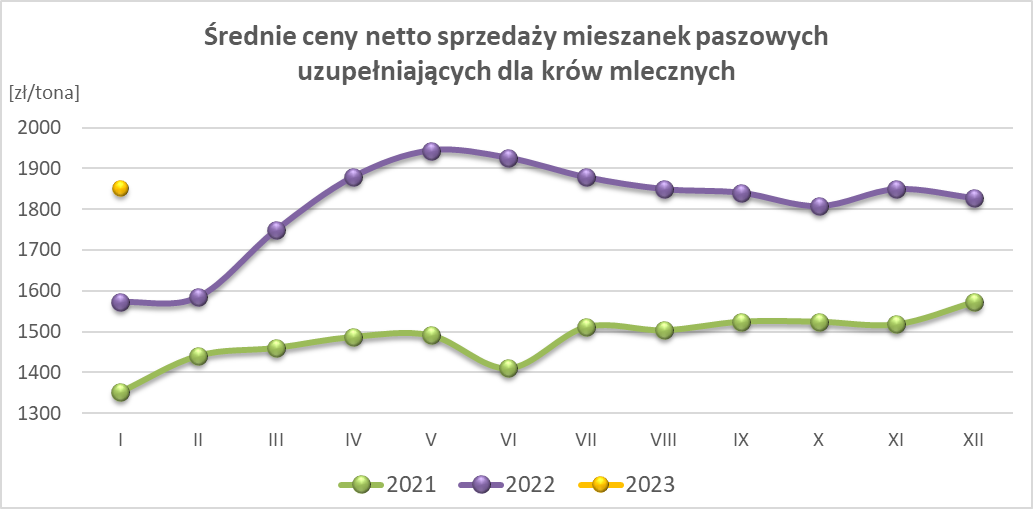 Średnie ceny netto sprzedaży mieszanek paszowych
uzupełniających dla krów mlecznych
[zł/tona]
2000
1900
1800
1700
1600
1500
1400
1300
I II III IV V VI VII VIII IX X XI XII
2021 2022 2023